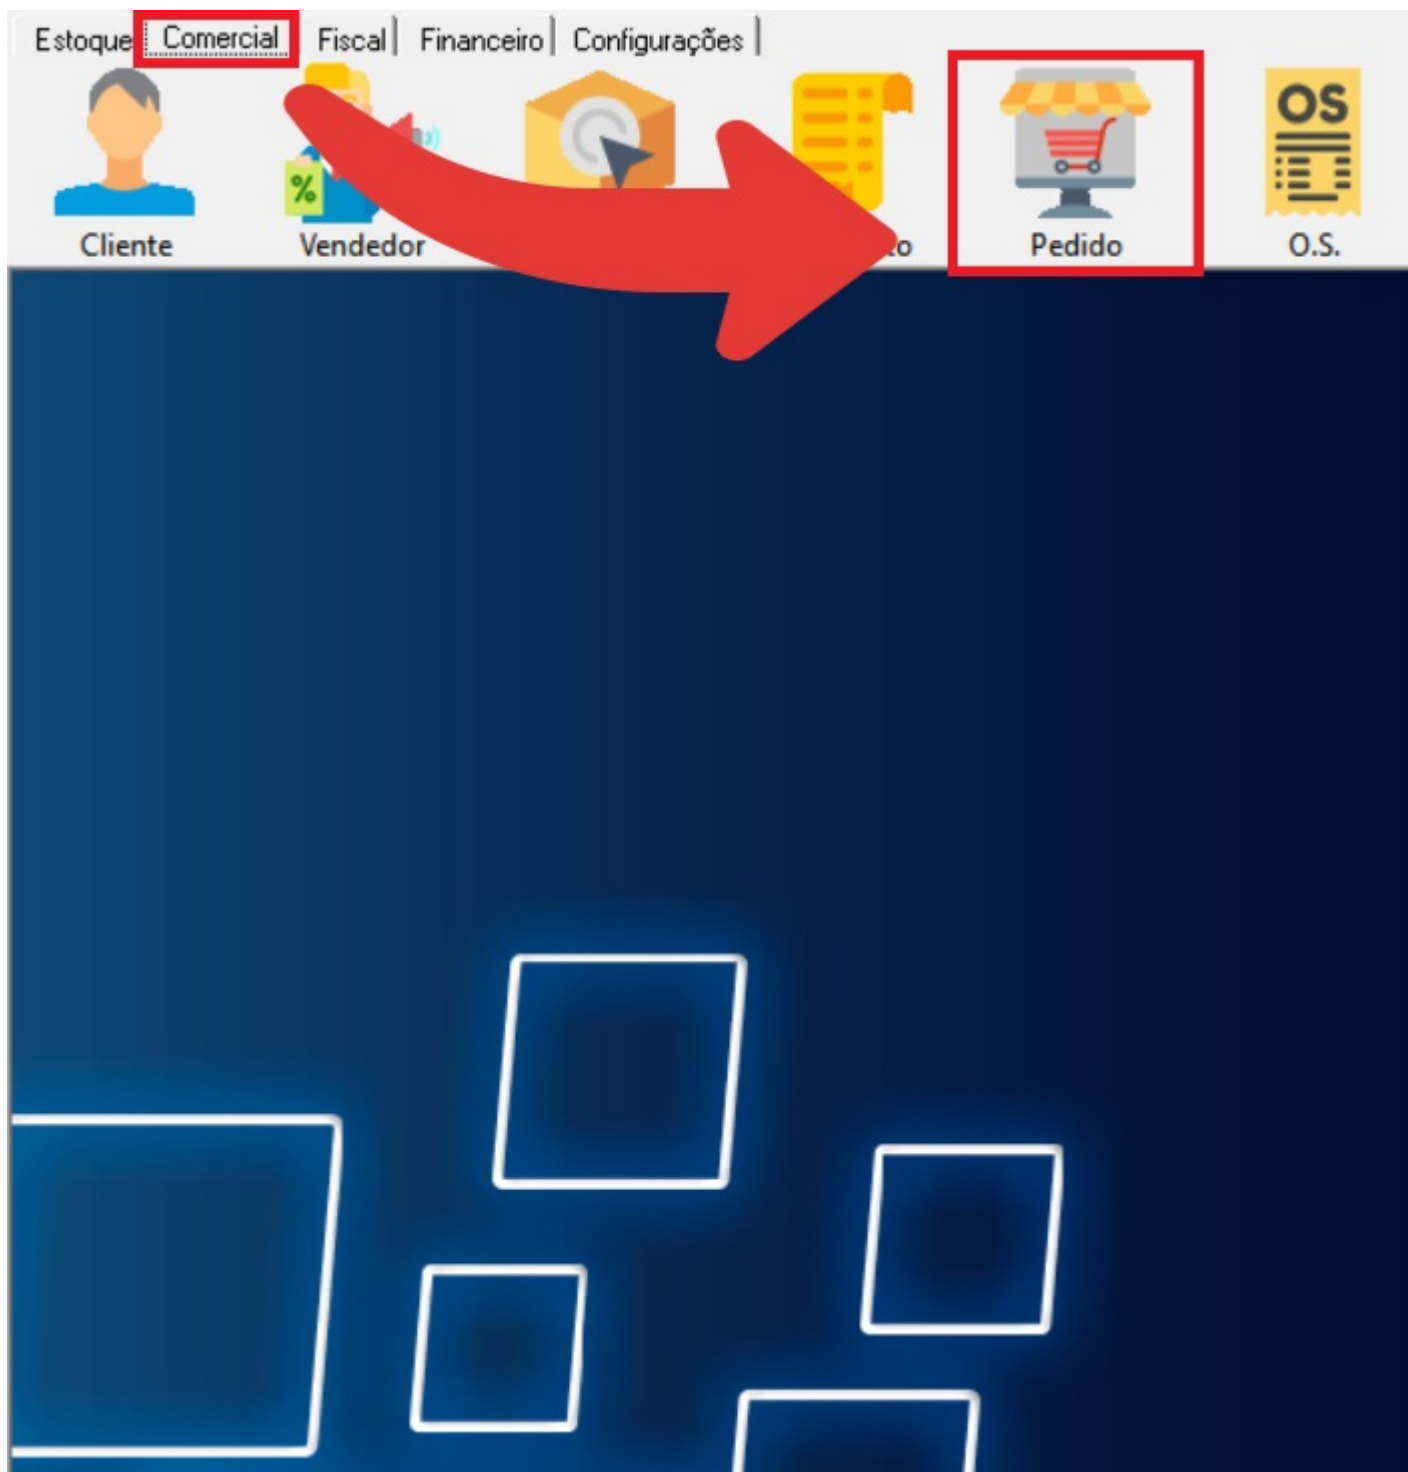 Estoque Comercial Fiscal Financeiro Configurações
%
OS
Cliente Vendedor Pedido O.S.